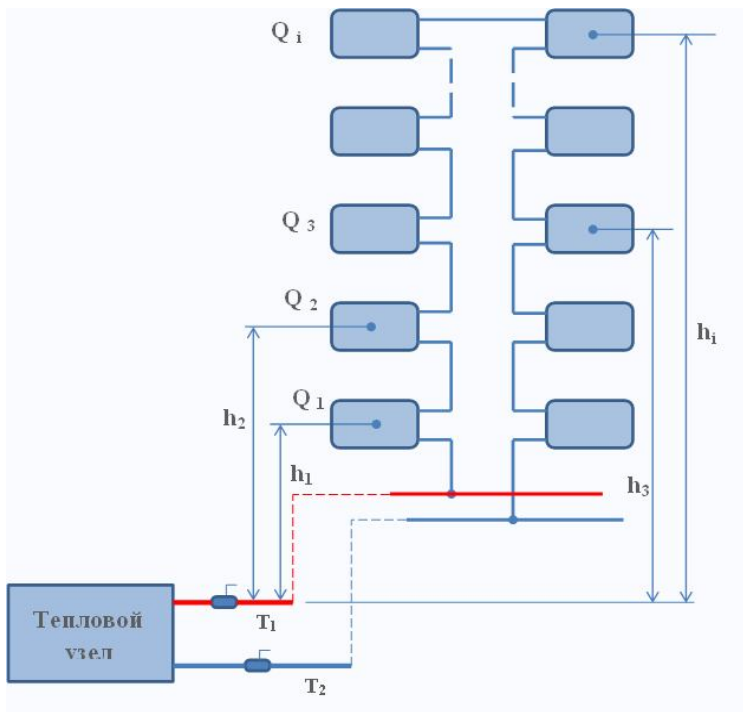 Q i
Q 3
Q 2
hi
Q 1
h2
h1
h3
Тепловой
узел
T1
T2